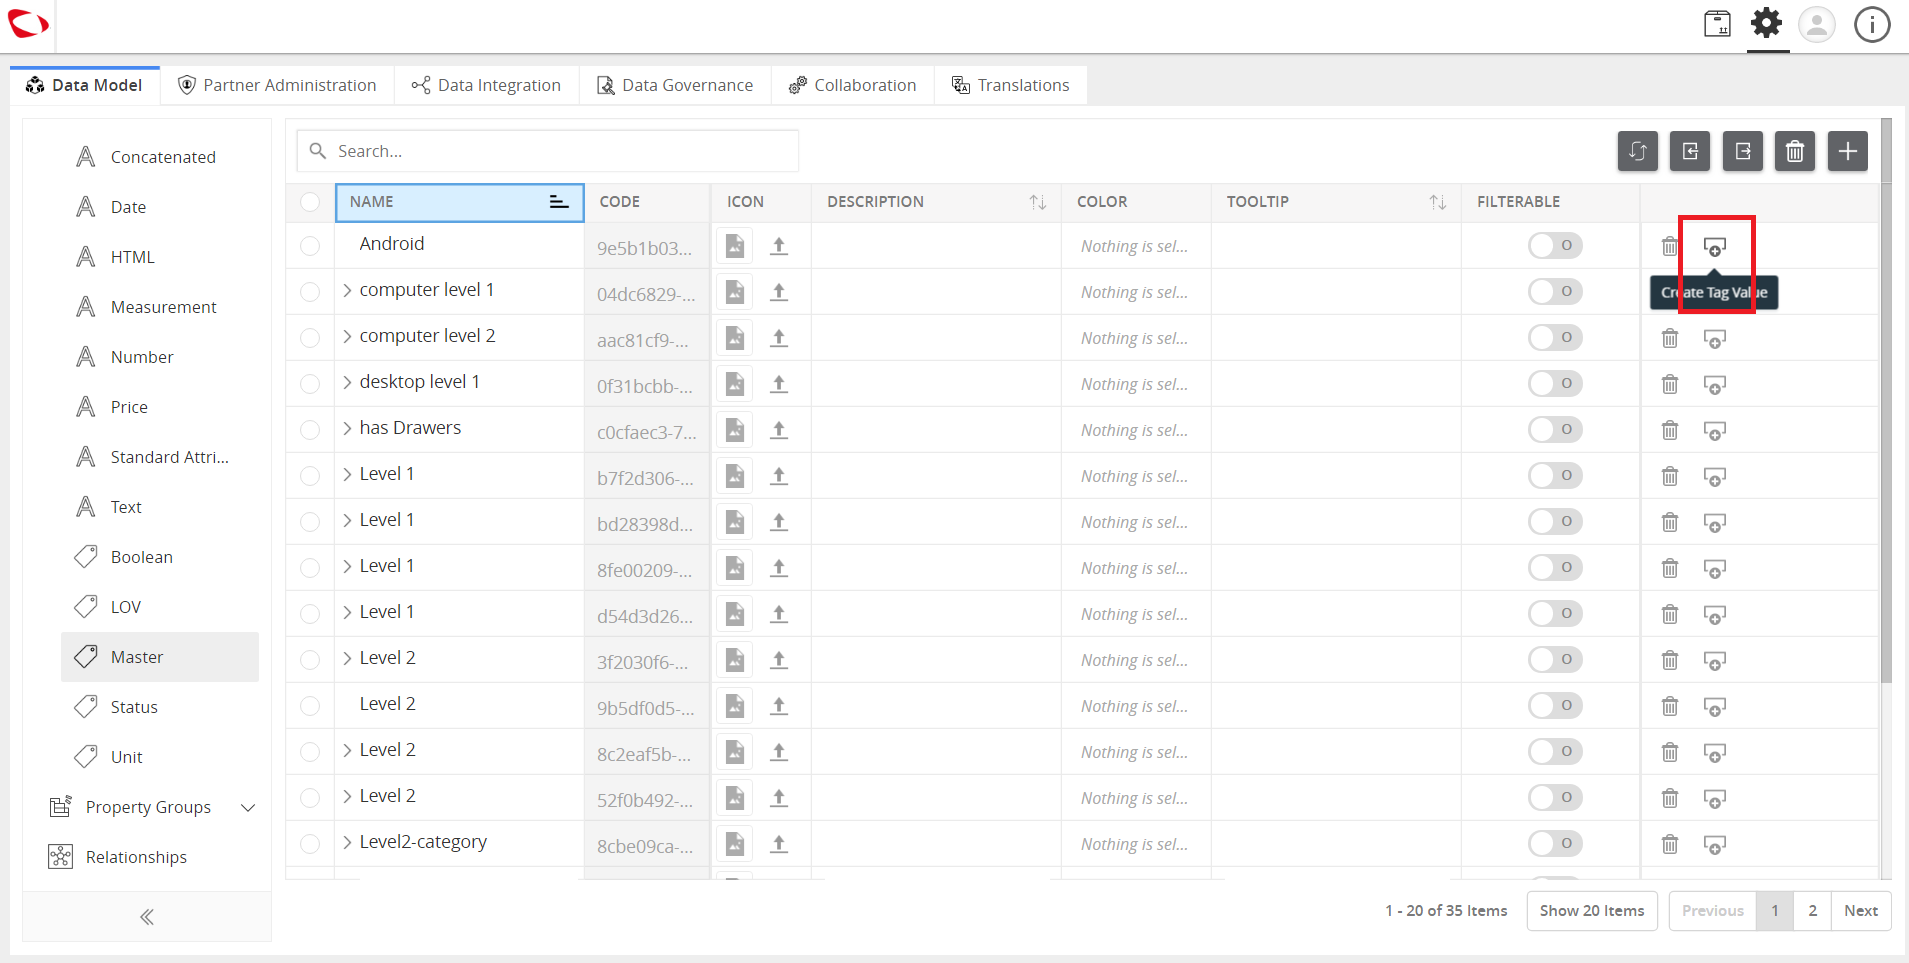 Data Model
Partner Administration
Data Integration
Data Governance
Collaboration
Translations
Concatenated
Date
HTML
Measurement
Number
Price
Standard Attri...
Text
Boolean
LOV
Master
Status
Unit
Property Groups
Relationships
Search...
NAME CODE ICON DESCRIPTION COLOR TOOLTIP FILTERABLE
Android 9e5b1b03... Nothing is sel... O
Create Tag Value
computer level 1 04dc6829-... Nothing is sel... O
computer level 2 aac81cf9-... Nothing is sel... O
desktop level 1 0f31bcbb-... Nothing is sel... O
has Drawers c0cfaec3-7... Nothing is sel... O
Level 1 b7f2d306-... Nothing is sel... O
Level 1 bd28398d... Nothing is sel... O
Level 1 8fe00209-... Nothing is sel... O
Level 1 d54d3d26... Nothing is sel... O
Level 2 3f2030f6-... Nothing is sel... O
Level 2 9b5df0d5-... Nothing is sel... O
Level 2 8c2eaf5b-... Nothing is sel... O
Level 2 52f0b492-... Nothing is sel... O
Level2-category 8cbe09ca-... Nothing is sel... O
1 - 20 of 35 Items Show 20 Items Previous 1 2 Next